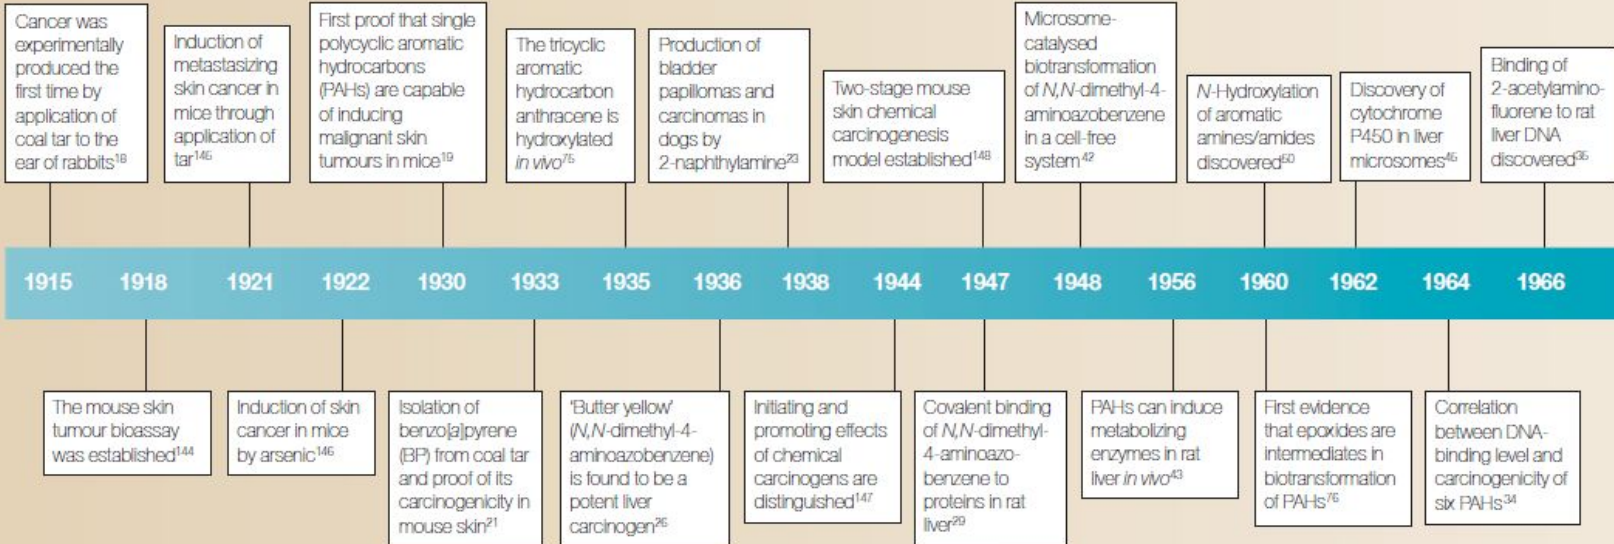 Cancer was
experimentally
produced the
first time by
application of
coal tar to the
ear of rabbits18
Induction of
metastasizing
skin cancer in
mice through
application of
tar145
First proof that single
polycyclic aromatic
hydrocarbons
(PAHs) are capable
of inducing
malignant skin
tumours in mice19
The tricyclic
aromatic
hydrocarbon
anthracene is
hydroxylated
in vivo75
Production of
bladder
papillomas and
carcinomas in
dogs by
2-naphthylamine23
Two-stage mouse
skin chemical
carcinogenesis
model established148
Microsome-
catalysed
biotransformation
of N,N-dimethyl-4-
aminoazobenzene
in a cell-free
system42
N-Hydroxylation
of aromatic
amines/amides
discovered50
Discovery of
cytochrome
P450 in liver
microsomes45
Binding of
2-acetylamino-
fluorene to rat
liver DNA
discovered35
1915 1918 1921 1922 1930 1933 1935 1936 1938 1944 1947 1948 1956 1960 1962 1964 1966
The mouse skin
tumour bioassay
was established144
Induction of skin
cancer in mice
by arsenic146
Isolation of
benzo[a]pyrene
(BP) from coal tar
and proof of its
carcinogenicity in
mouse skin21
'Butter yellow'
(N,N-dimethyl-4-
aminoazobenzene)
is found to be a
potent liver
carcinogen26
Initiating and
promoting effects
of chemical
carcinogens are
distinguished147
Covalent binding
of N,N-dimethyl-
4-aminoazo-
benzene to
proteins in rat
liver29
PAHs can induce
metabolizing
enzymes in rat
liver in vivo43
First evidence
that epoxides are
intermediates in
biotransformation
of PAHs76
Correlation
between DNA-
binding level and
carcinogenicity of
six PAHs34